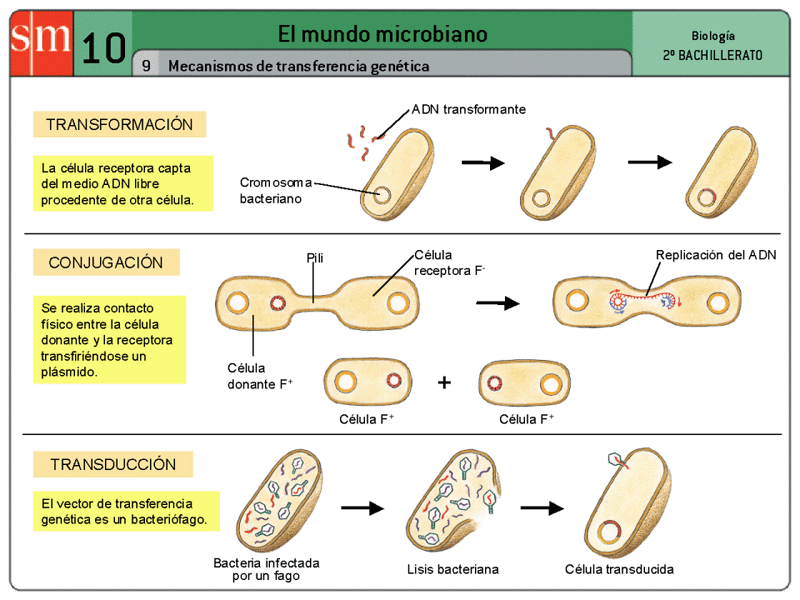 sm
10
El mundo microbiano
9 Mecanismos de transferencia genética
Biología
2º BACHILLERATO
TRANSFORMACIÓN
La célula receptora capta
del medio ADN libre
procedente de otra célula.
ADN transformante
Cromosoma
bacteriano
CONJUGACIÓN
Se realiza contacto
físico entre la célula
donante y la receptora
transfiriéndose un
plásmido.
Pili
Célula
receptora F-
Célula
donante F+
Replicación del ADN
Célula F+
+
Célula F+
TRANSDUCCIÓN
El vector de transferencia
genética es un bacteriófago.
Bacteria infectada
por un fago
Lisis bacteriana
Célula transducida